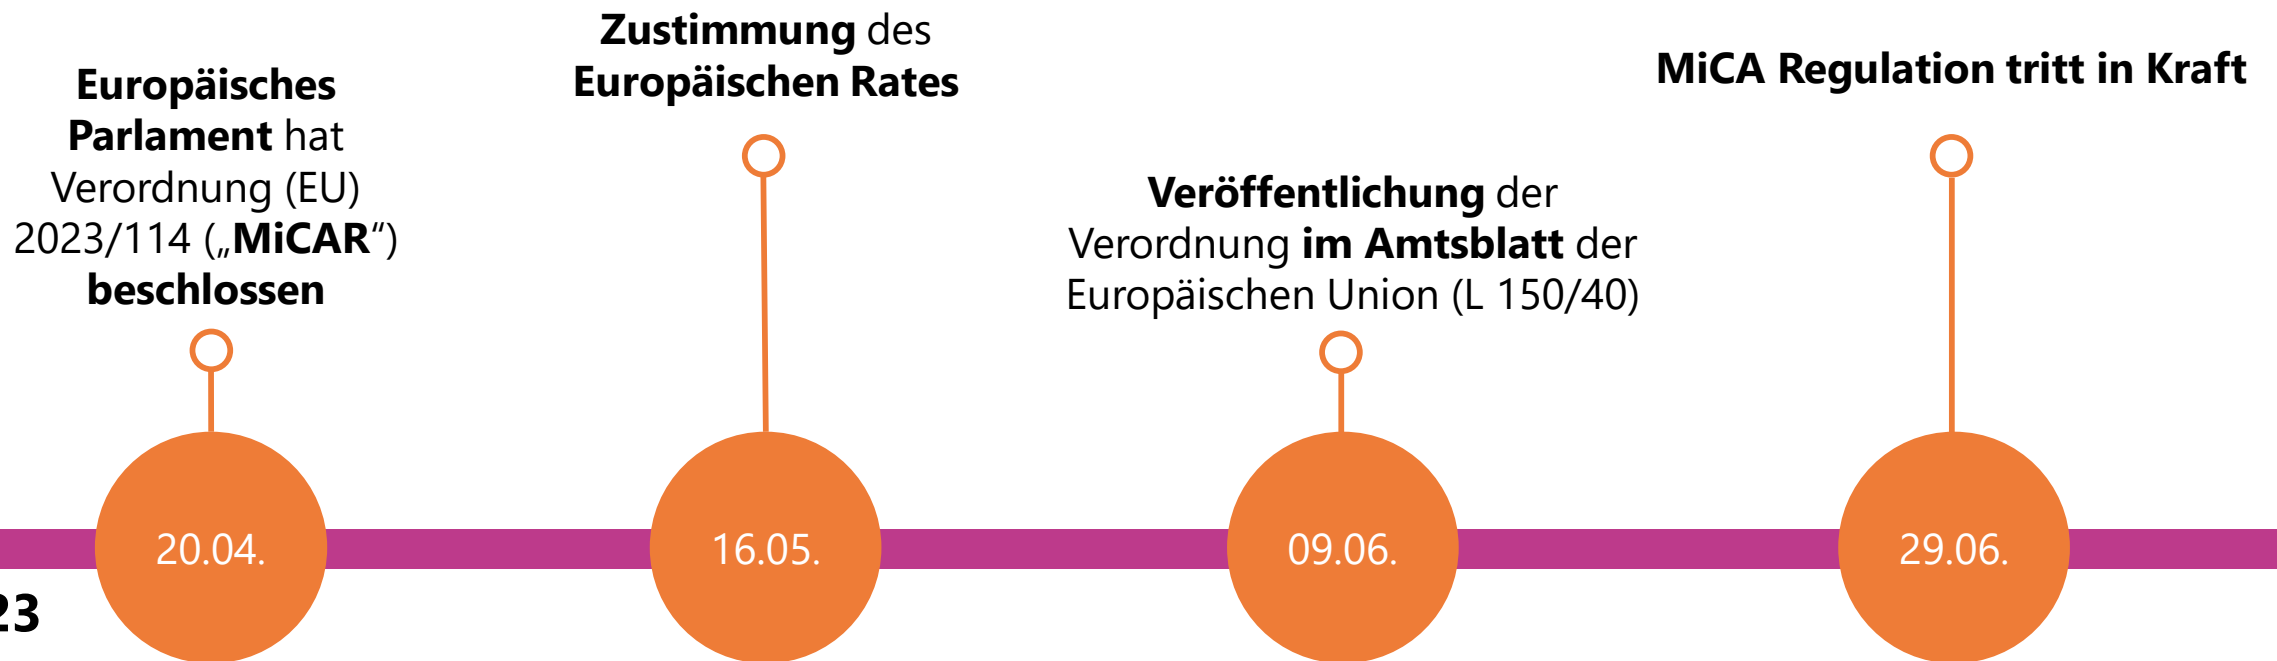 Europäisches
Parlament hat
Verordnung (EU)
2023/114 („MiCAR“)
beschlossen
Zustimmung des
Europäischen Rates
Veröffentlichung der
Verordnung im Amtsblatt der
Europäischen Union (L 150/40)
MiCA Regulation tritt in Kraft
20.04.
16.05.
09.06.
29.06.
23